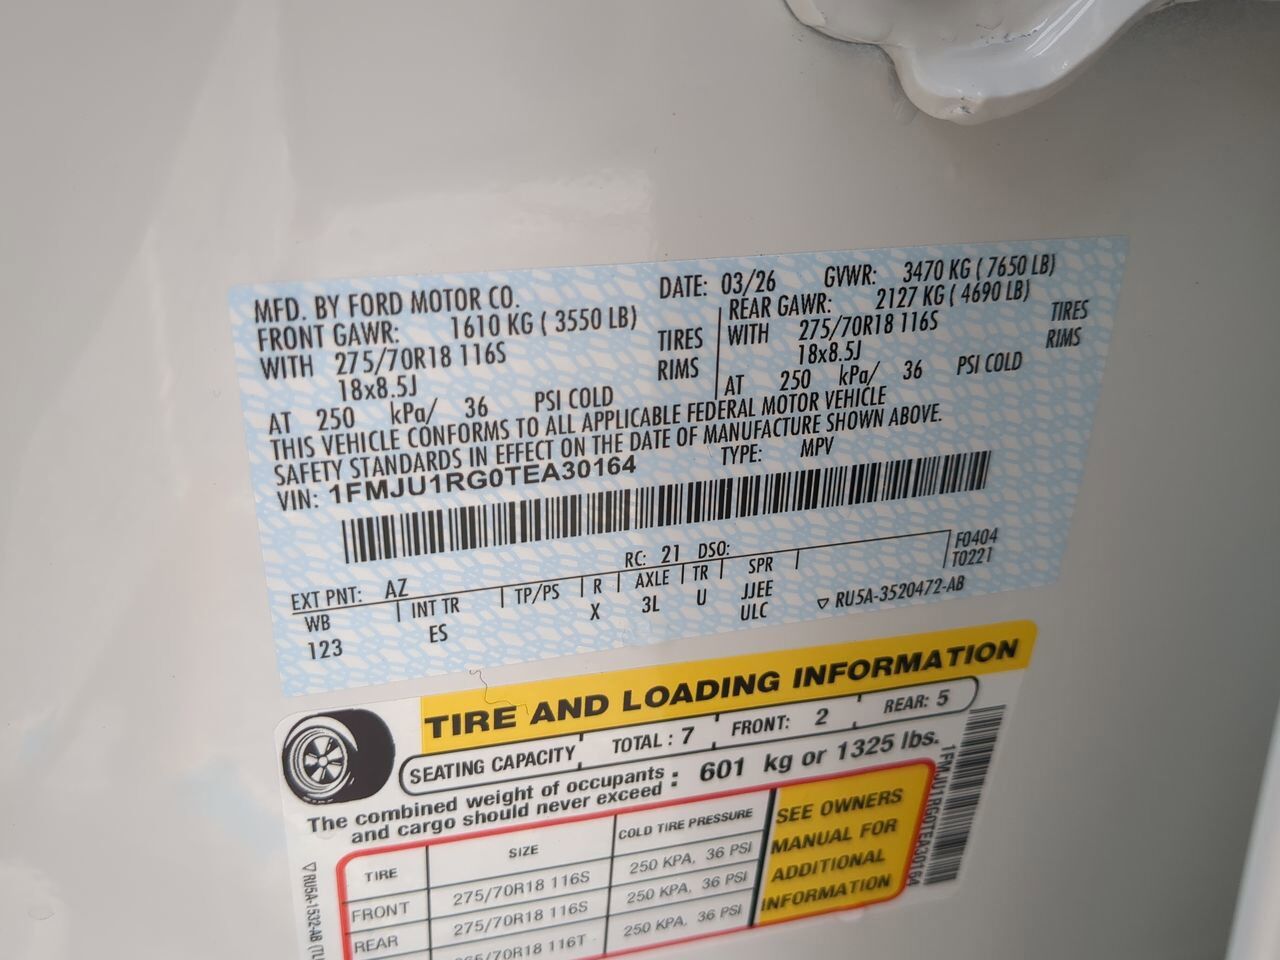 MFD. BY FORD MOTOR CO. DATE: 03/26 GVWR: 3470 KG ( 7650 LB)
FRONT GAWR: 1610 KG ( 3550 LB) REAR GAWR: 2127 KG ( 4690 LB)
WITH 275/70R18 116S TIRES WITH 275/70R18 116S TIRES
18x8.5J RIMS 18x8.5J RIMS
AT 250 kPa/ 36 PSI COLD AT 250 kPa/ 36 PSI COLD
THIS VEHICLE CONFORMS TO ALL APPLICABLE FEDERAL MOTOR VEHICLE
SAFETY STANDARDS IN EFFECT ON THE DATE OF MANUFACTURE SHOWN ABOVE.
VIN: 1FMJU1RG0TEA30164 TYPE: MPV
F0404
T0221
EXT PNT: AZ RC: 21 DSO:
WB INT TR TP/PS R AXLE TR SPR
123 ES X 3L U JJEE
ULC
▽ RU5A-3520472-AB
TIRE AND LOADING INFORMATION
SEATING CAPACITY TOTAL : 7 FRONT: 2 REAR: 5
The combined weight of occupants and cargo should never exceed : 601 kg or 1325 lbs.
TIRE SIZE COLD TIRE PRESSURE
FRONT 275/70R18 116S 250 KPA, 36 PSI
REAR 275/70R18 116S 250 KPA, 36 PSI
70R18 116T 250 KPA, 36 PSI
SEE OWNERS
MANUAL FOR
ADDITIONAL
INFORMATION
1FMJU1RG0TEA30164
▽ RU5A-1532-AB